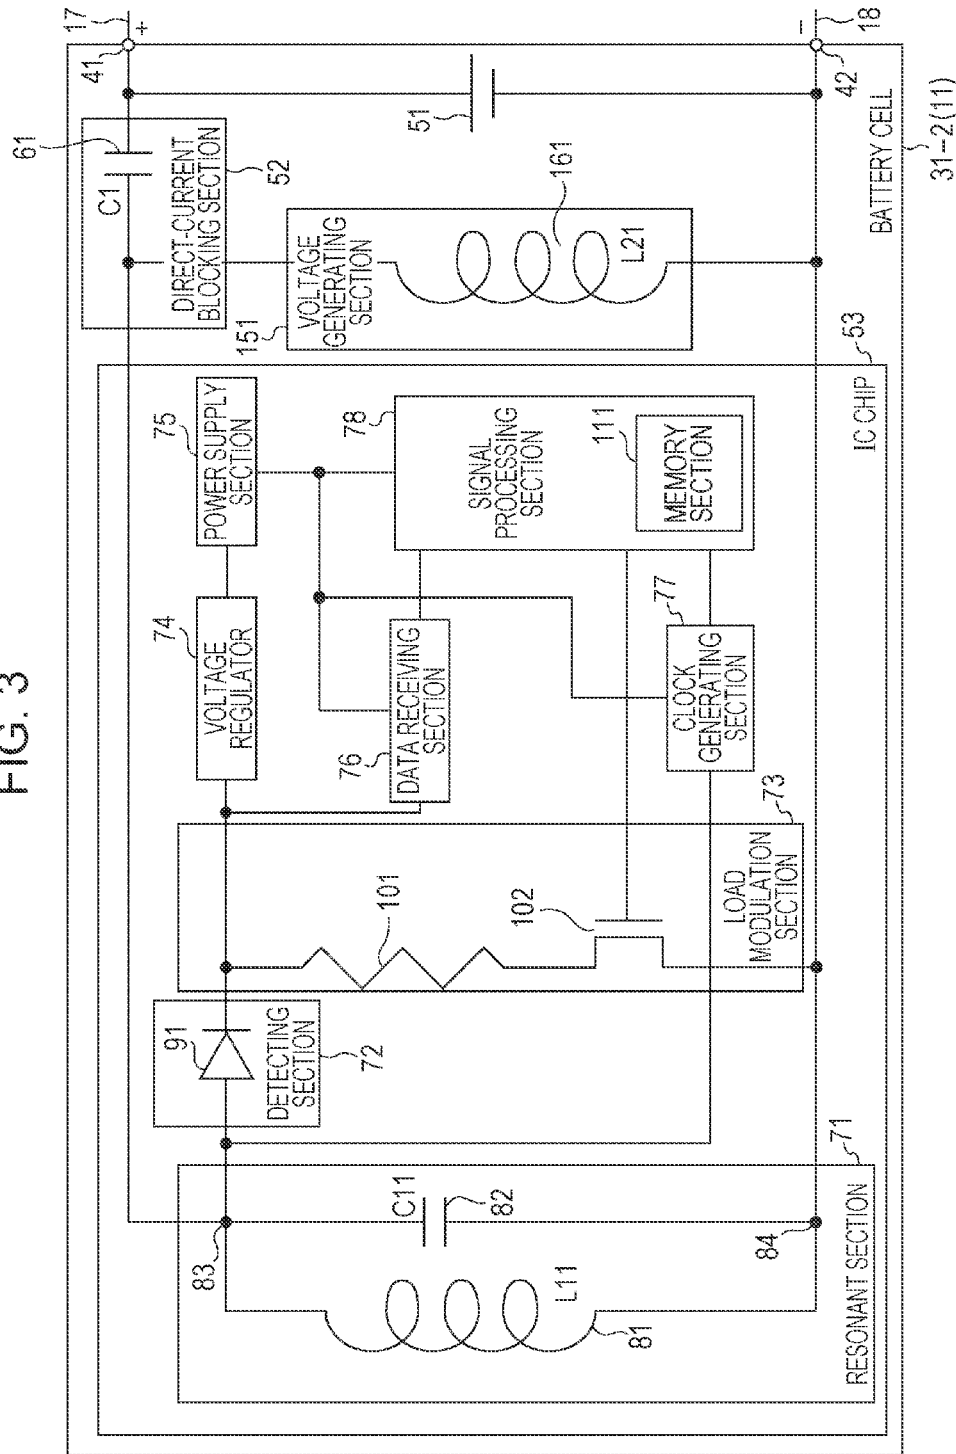 FIG. 3
31-2(11)
BATTERY CELL
17
+
41
61
C1
DIRECT-CURRENT
BLOCKING SECTION
52
51
−
18
42
151
VOLTAGE
GENERATING
SECTION
161
L21
53
IC CHIP
75
POWER SUPPLY
SECTION
74
VOLTAGE
REGULATOR
78
SIGNAL
PROCESSING
SECTION
111
MEMORY
SECTION
76
DATA RECEIVING
SECTION
77
CLOCK
GENERATING
SECTION
73
LOAD
MODULATION
SECTION
101
102
91
DETECTING
SECTION
72
71
RESONANT SECTION
83
C11
82
84
L11
81